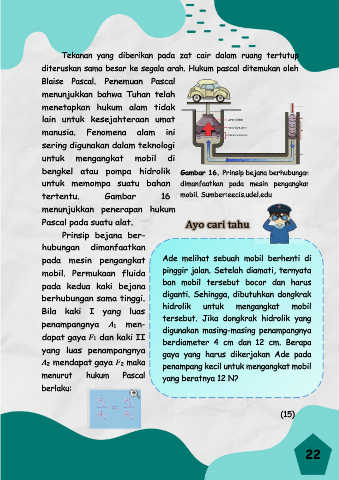 Tekanan yang diberikan pada zat cair dalam ruang tertutup
diteruskan sama besar ke segala arah. Hukum pascal ditemukan oleh
Blaise Pascal. Penemuan Pascal
menunjukkan bahwa Tuhan telah
menetapkan hukum alam tidak
lain untuk kesejahteraan umat
manusia. Fenomena alam ini
sering digunakan dalam teknologi
untuk mengangkat mobil di
bengkel atau pompa hidrolik
untuk memompa suatu bahan
tertentu. Gambar 16
menunjukkan penerapan hukum
Pascal pada suatu alat.
Prinsip bejana ber-
hubungan dimanfaatkan
pada mesin pengangkat
mobil. Permukaan fluida
pada kedua kaki bejana
berhubungan sama tinggi.
Bila kaki I yang luas
penampangnya A₁ men-
dapat gaya F₁ dan kaki II
yang luas penampangnya
A₂ mendapat gaya F₂ maka
menurut hukum Pascal
berlaku:
Gambar 16. Prinsip bejana berhubungan
dimanfaatkan pada mesin pengangkat
mobil. Sumber:eecis.udel.edu
Ayo cari tahu
Ade melihat sebuah mobil berhenti di
pinggir jalan. Setelah diamati, ternyata
ban mobil tersebut bocor dan harus
diganti. Sehingga, dibutuhkan dongkrak
hidrolik untuk mengangkat mobil
tersebut. Jika dongkrak hidrolik yang
digunakan masing-masing penampangnya
berdiameter 4 cm dan 12 cm. Berapa
gaya yang harus dikerjakan Ade pada
penampang kecil untuk mengangkat mobil
yang beratnya 12 N?
(15)
22